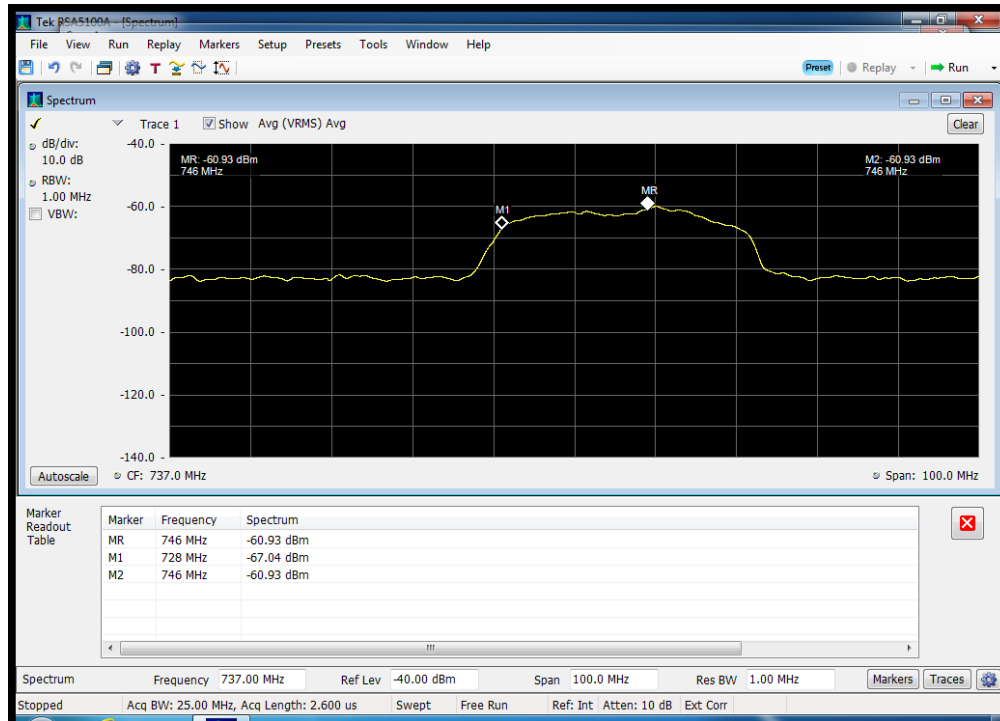 Tek RSA5100A - [Spectrum]
File View Run Replay Markers Setup Presets Tools Window Help
T Preset Replay Run
Spectrum
Trace 1 Show Avg (VRMS) Avg Clear
dB/div:
10.0 dB
RBW:
1.00 MHz
VBW:
-40.0
-60.0
-80.0
-100.0
-120.0
-140.0
MR: -60.93 dBm
746 MHz
M2: -60.93 dBm
746 MHz
M1
MR
Autoscale CF: 737.0 MHz Span: 100.0 MHz
Marker
Readout
Table
Marker Frequency Spectrum
MR 746 MHz -60.93 dBm
M1 728 MHz -67.04 dBm
M2 746 MHz -60.93 dBm
Spectrum Frequency 737.00 MHz Ref Lev -40.00 dBm Span 100.0 MHz Res BW 1.00 MHz Markers Traces
Stopped Acq BW: 25.00 MHz, Acq Length: 2.600 us Swept Free Run Ref: Int Atten: 10 dB Ext Corr